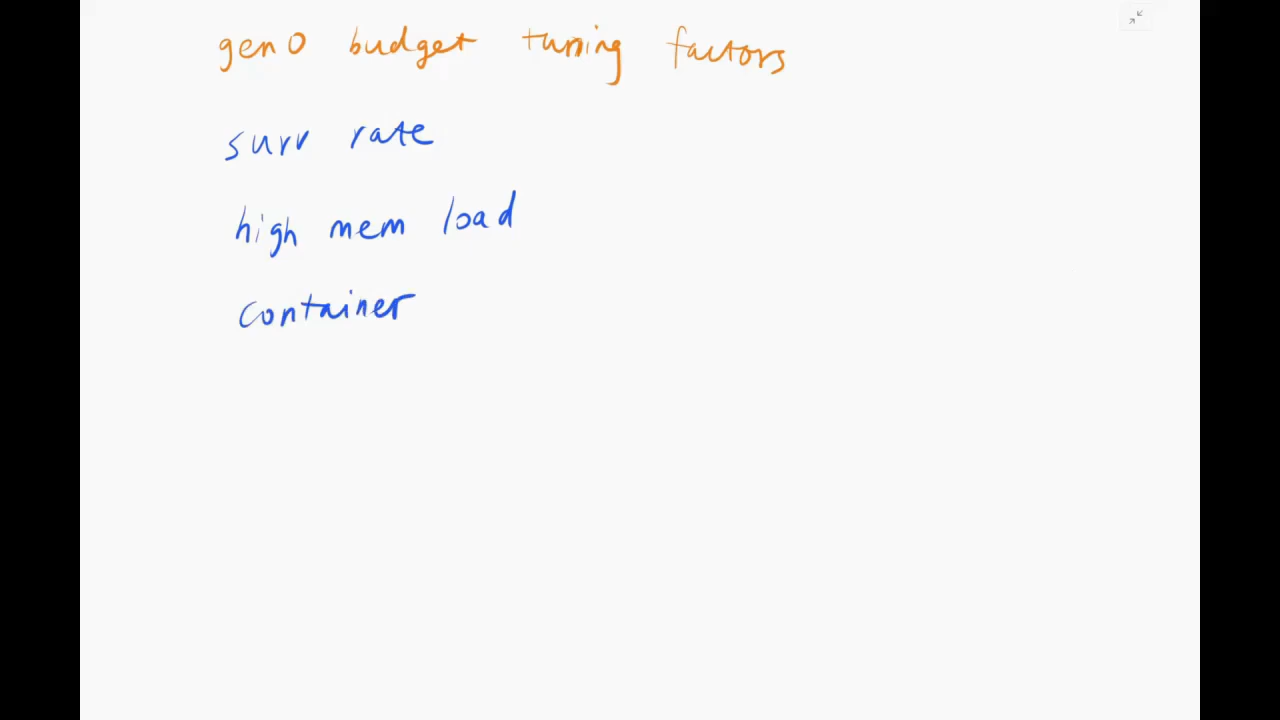 gen0 budget tuning factors
surv rate
high mem load
container